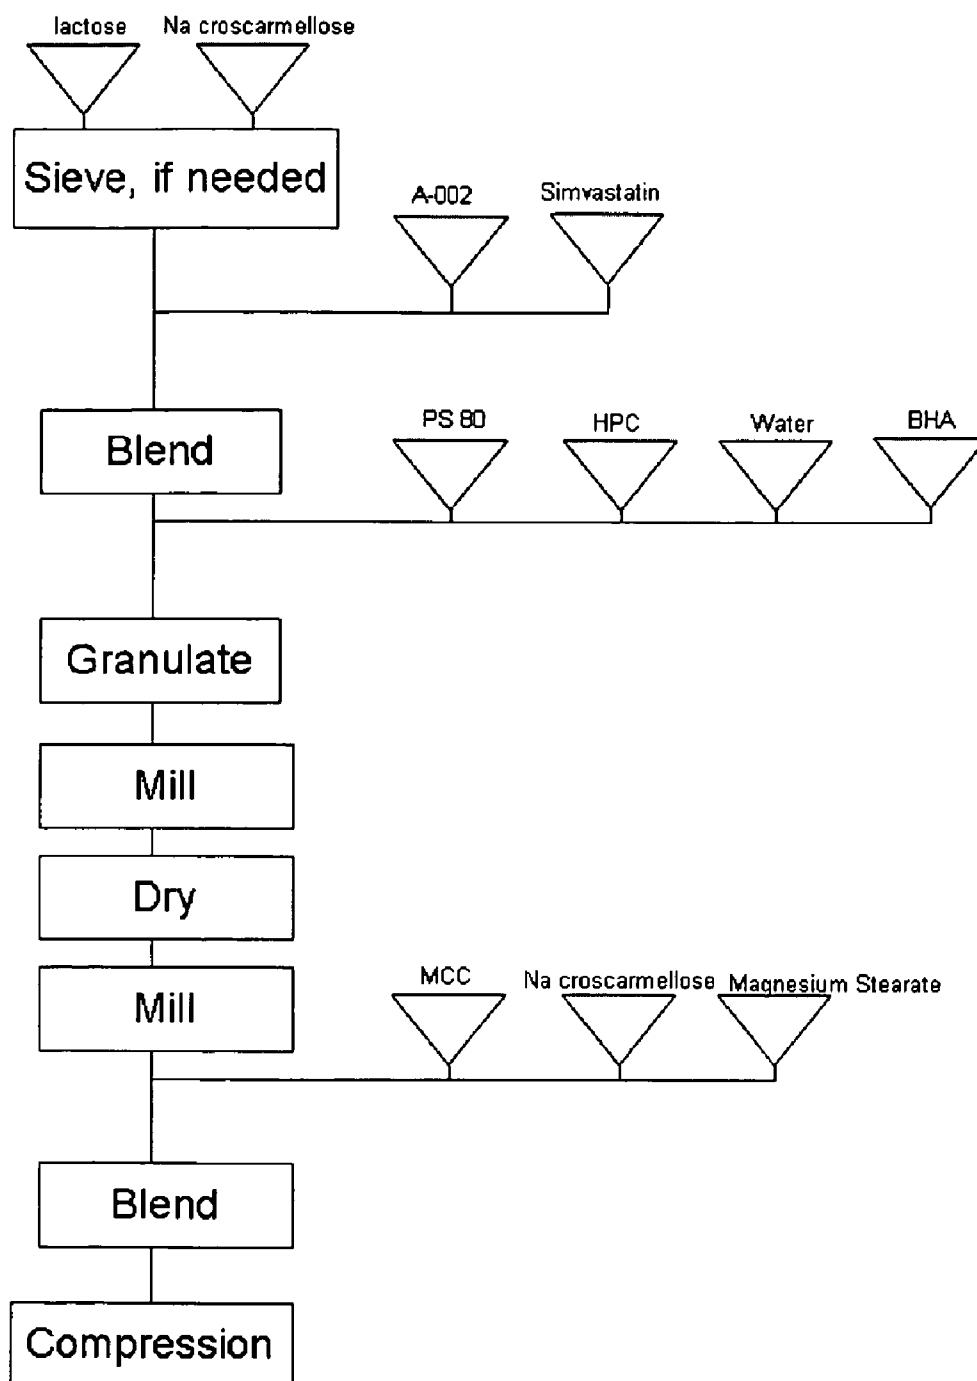 lactose
Na croscarmellose
Sieve, if needed
A-002
Simvastatin
Blend
PS 80
HPC
Water
BHA
Granulate
Mill
Dry
Mill
MCC
Na croscarmellose
Magnesium Stearate
Blend
Compression